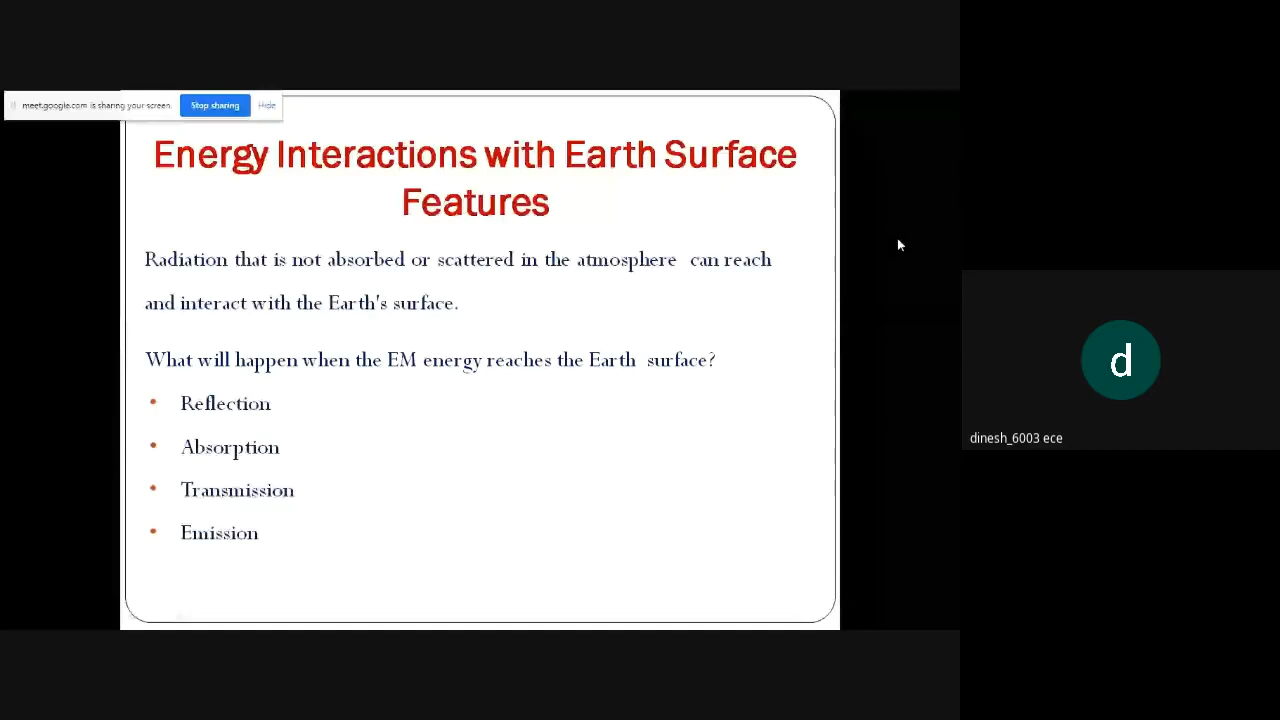 meet.google.com is sharing your screen.
Stop sharing
Hide
Energy Interactions with Earth Surface
Features
Radiation that is not absorbed or scattered in the atmosphere can reach
and interact with the Earth's surface.
What will happen when the EM energy reaches the Earth surface?
• Reflection
• Absorption
• Transmission
• Emission
d
dinesh_6003 ece